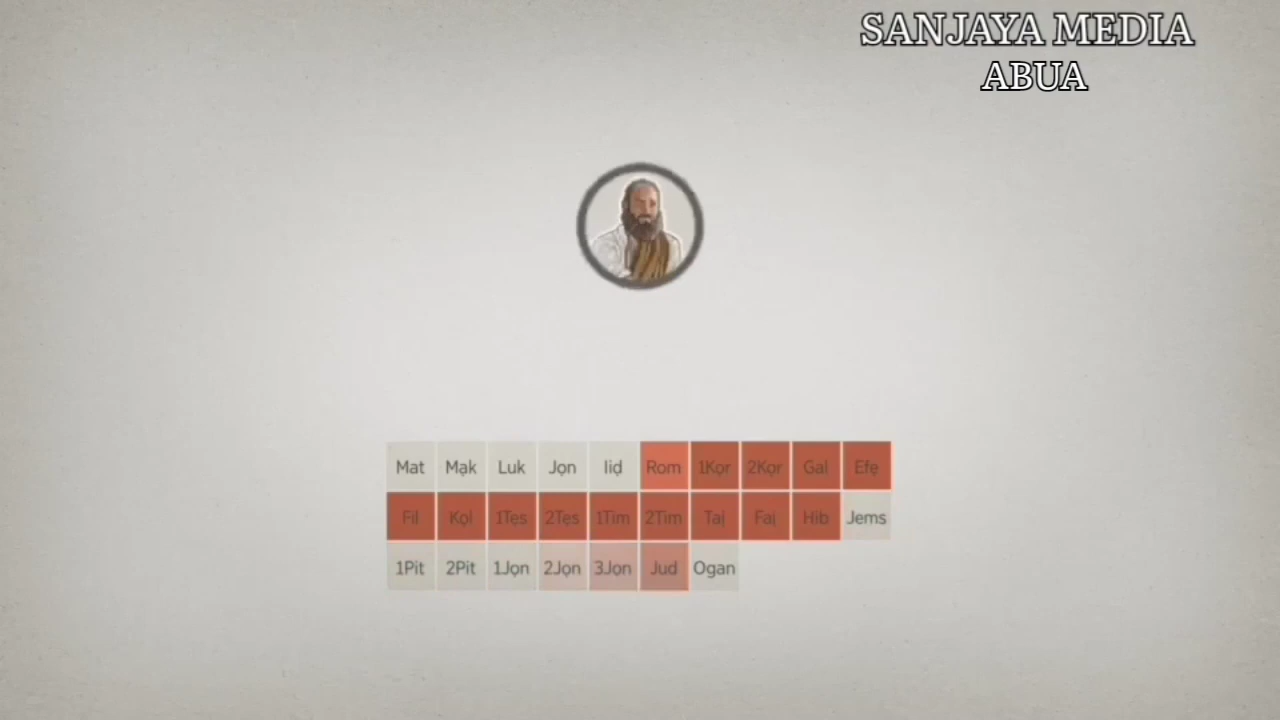 SANJAYA MEDIA
ABUA
Mat Mạk Luk Jọn Iiḍ Rom 1Kọr 2Kọr Gal Efẹ
Fil Kọl 1Tẹs 2Tẹs 1Tim 2Tim Taị Faị Hib Jems
1Pit 2Pit 1Jọn 2Jọn 3Jọn Jud Ogan